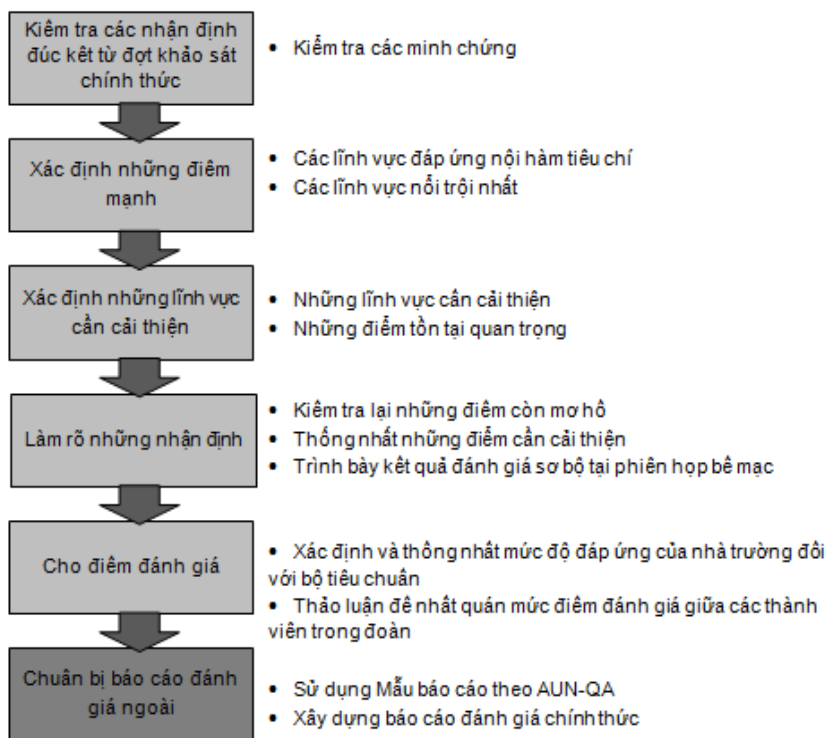 Kiểm tra các nhận định
đúc kết từ đợt khảo sát
chính thức
• Kiểm tra các minh chứng
Xác định những điểm
mạnh
• Các lĩnh vực đáp ứng nội hàm tiêu chí
• Các lĩnh vực nổi trội nhất
Xác định những lĩnh vực
cần cải thiện
• Những lĩnh vực cần cải thiện
• Những điểm tồn tại quan trọng
Làm rõ những nhận định
• Kiểm tra lại những điểm còn mơ hồ
• Thống nhất những điểm cần cải thiện
• Trình bày kết quả đánh giá sơ bộ tại phiên họp bế mạc
Cho điểm đánh giá
• Xác định và thống nhất mức độ đáp ứng của nhà trường đối
với bộ tiêu chuẩn
• Thảo luận để nhất quán mức điểm đánh giá giữa các thành
viên trong đoàn
Chuẩn bị báo cáo đánh
giá ngoài
• Sử dụng Mẫu báo cáo theo AUN-QA
• Xây dựng báo cáo đánh giá chính thức